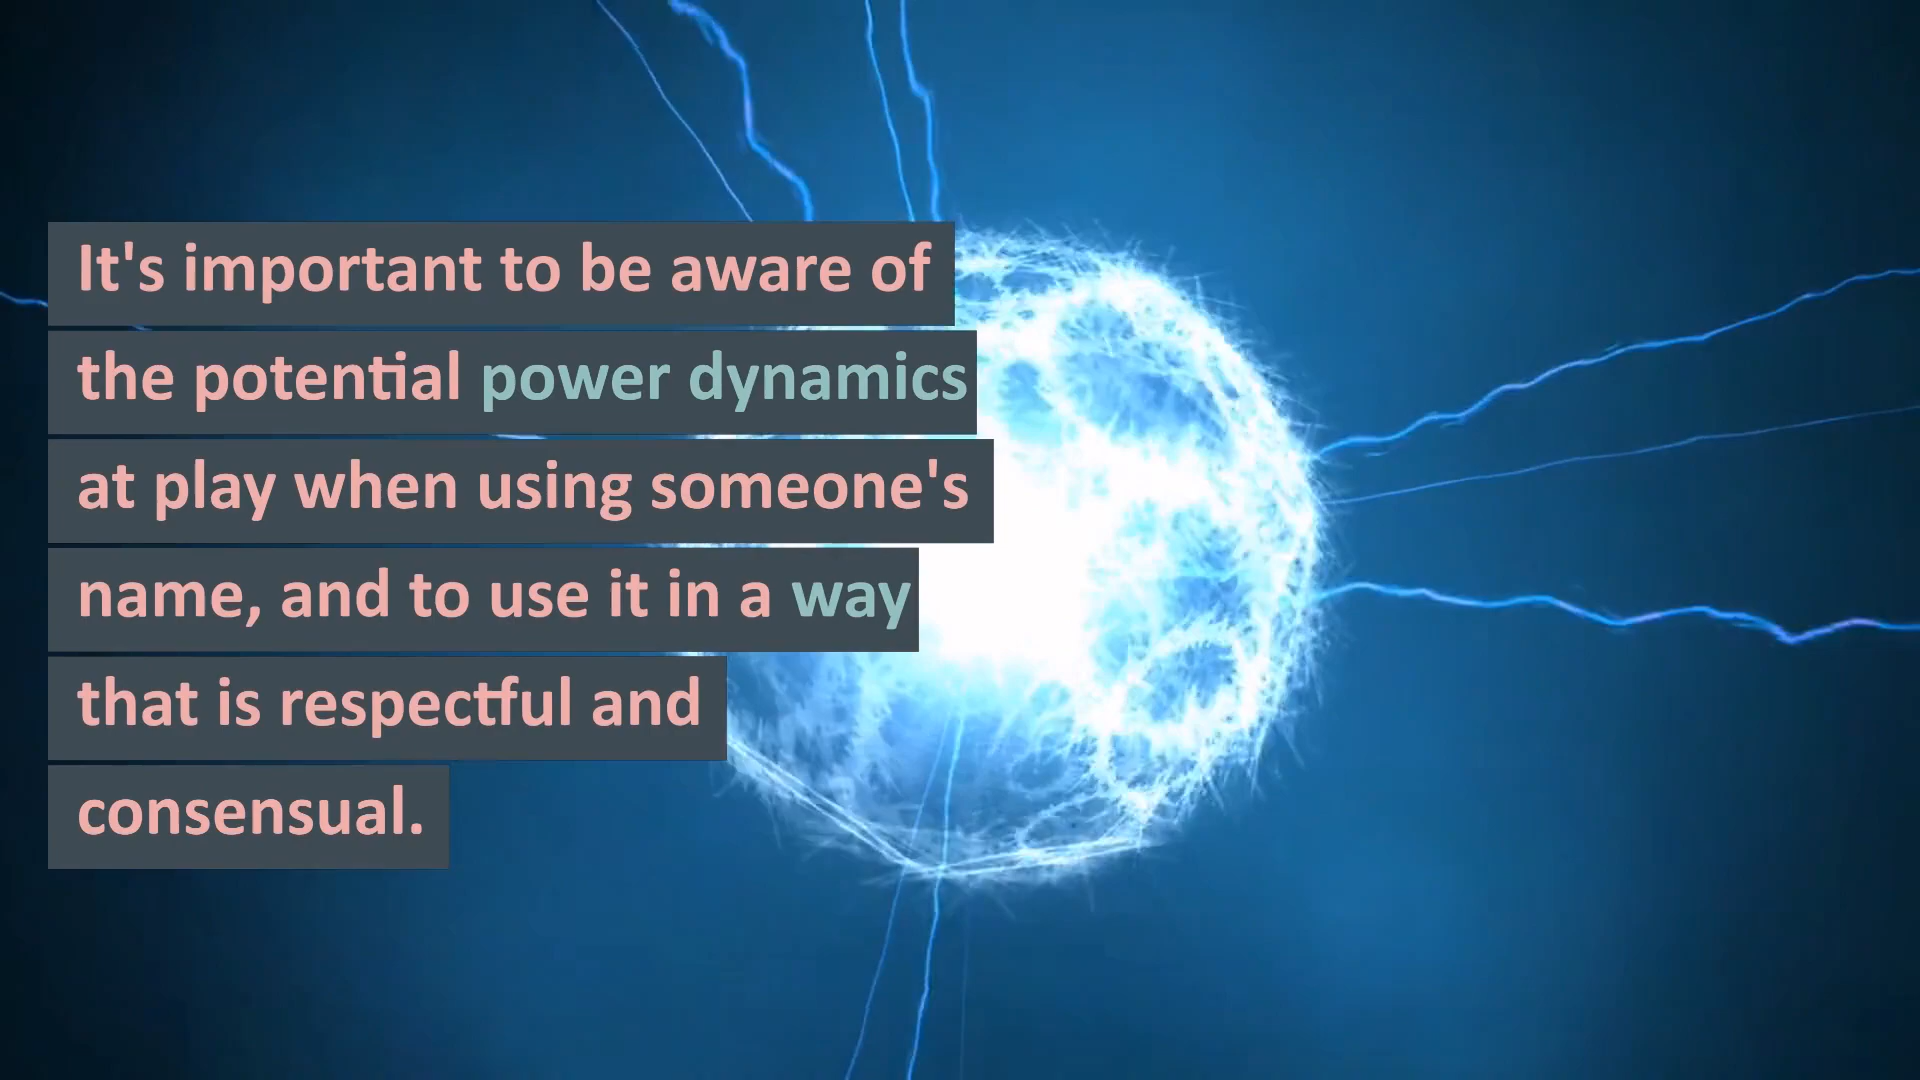 It's important to be aware of
the potential power dynamics
at play when using someone's
name, and to use it in a way
that is respectful and
consensual.